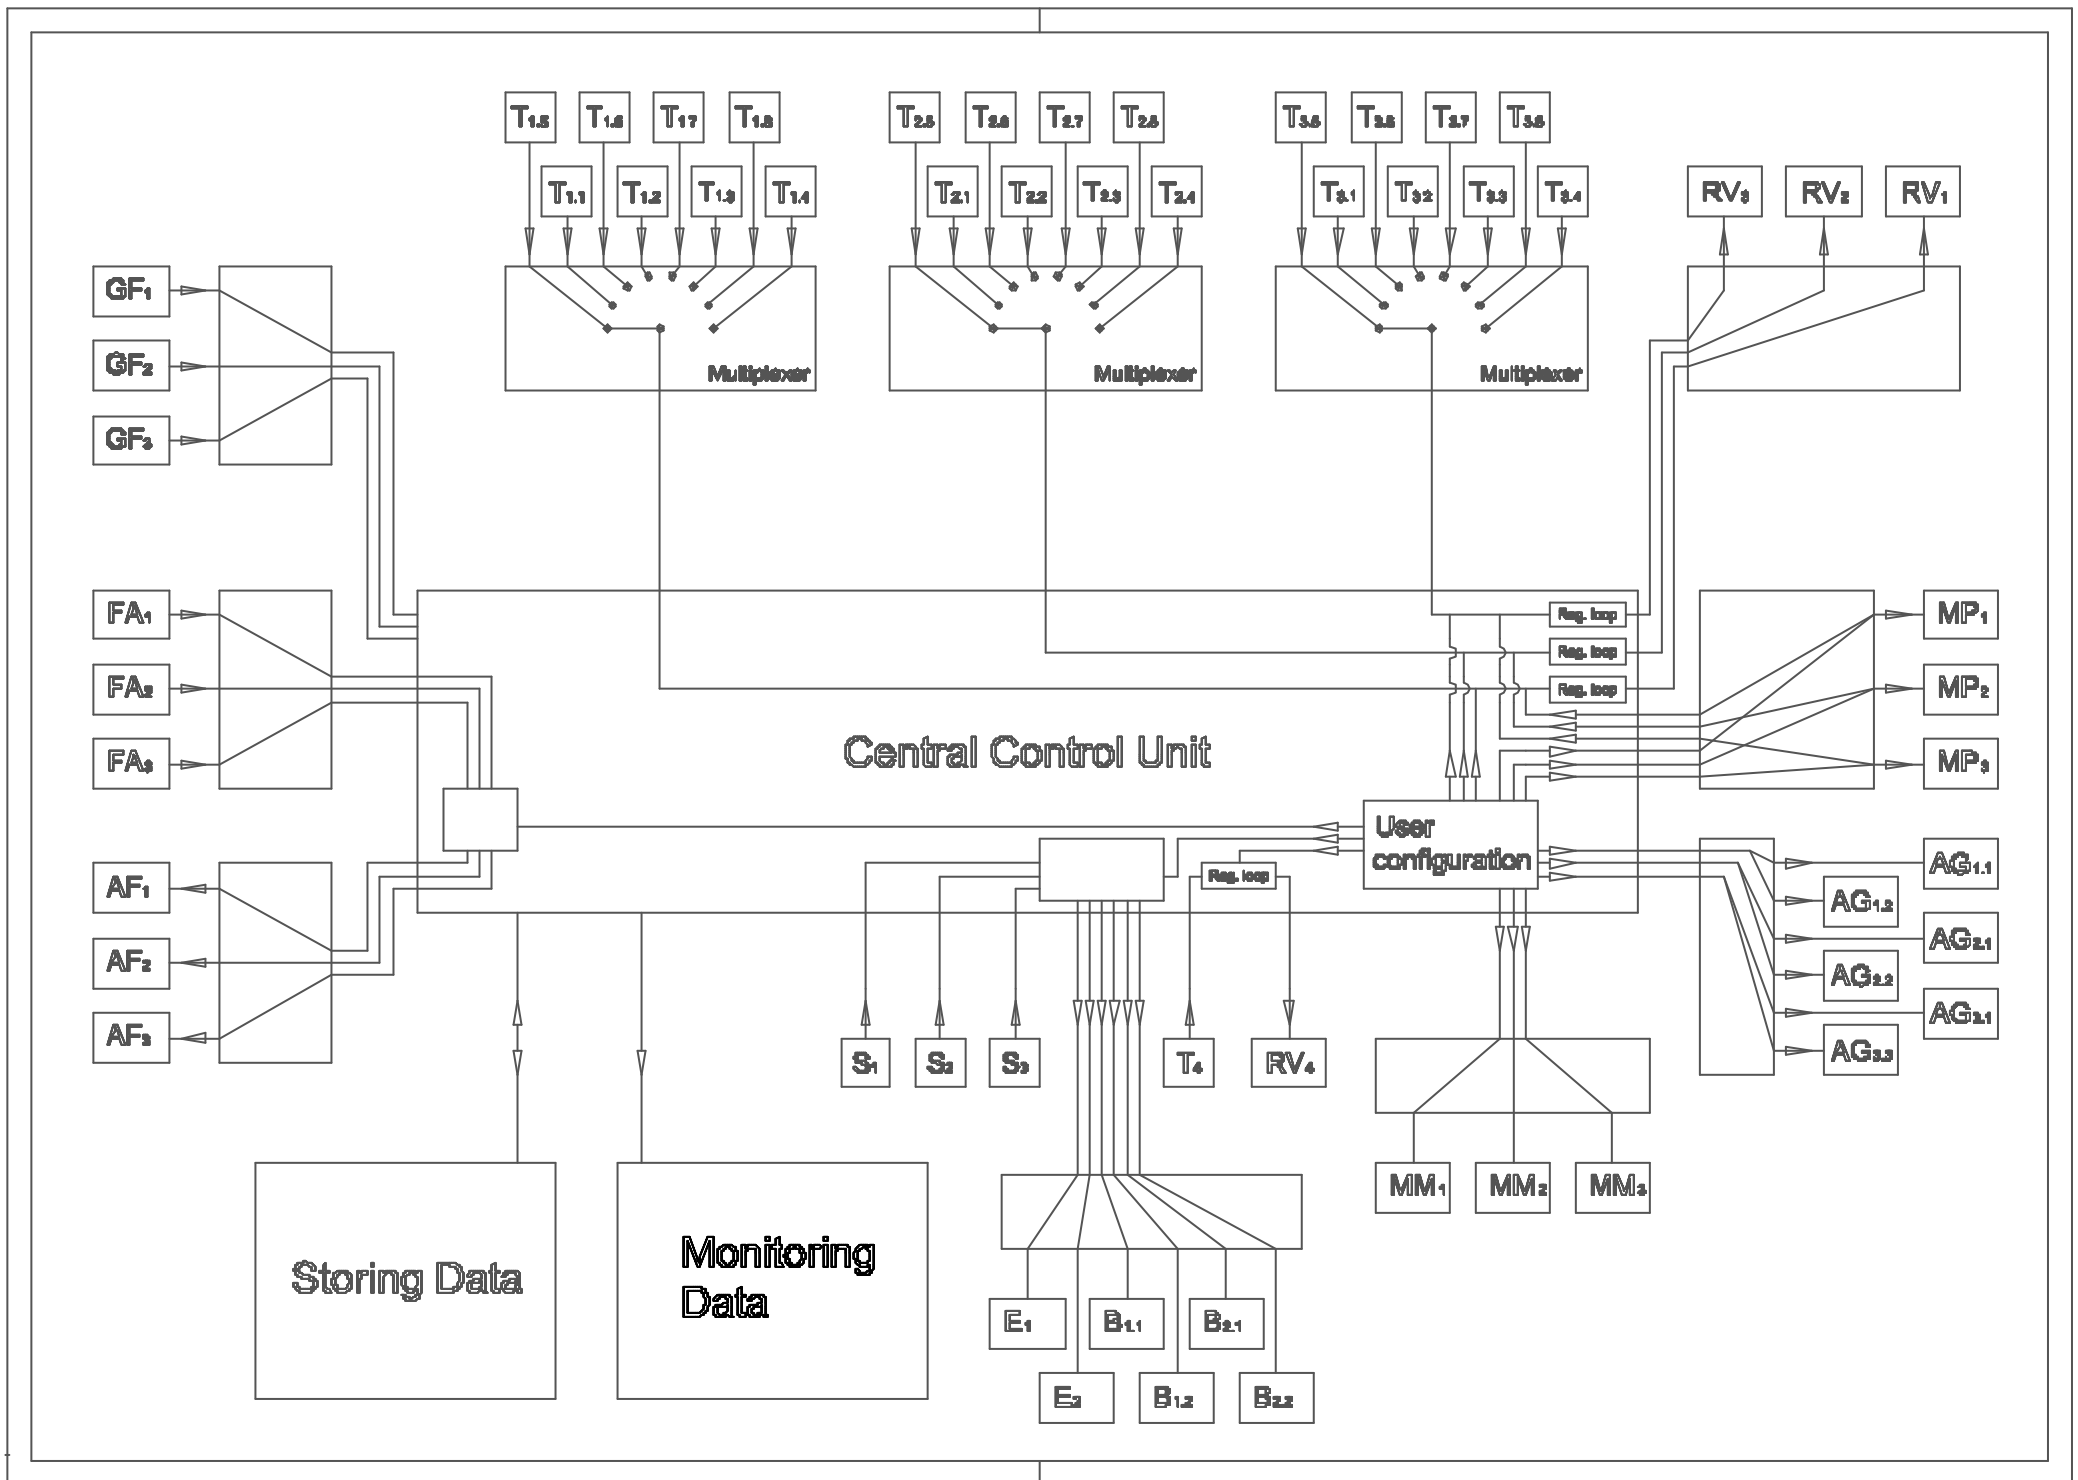 T1.5 T1.6 T1.7 T1.8 T2.5 T2.6 T2.7 T2.8 T3.5 T3.6 T3.7 T3.8
T1.1 T1.2 T1.3 T1.4 T2.1 T2.2 T2.3 T2.4 T3.1 T3.2 T3.3 T3.4 RV3 RV2 RV1
GF1
GF2
Multiplexer Multiplexer Multiplexer
GF3
FA1 Reg. loop MP1
Reg. loop
FA2 Reg. loop MP2
Central Control Unit
FA3 MP3
User
configuration
Reg. loop
AG1.1
AF1
AG1.2
AG2.1
AF2
AG2.2
AG3.1
AF3
AG3.3
S1 S2 S3 T4 RV4
MM1 MM2 MM3
Monitoring
Data
Storing Data
E1 B1.1 B2.1
E2 B1.2 B2.2